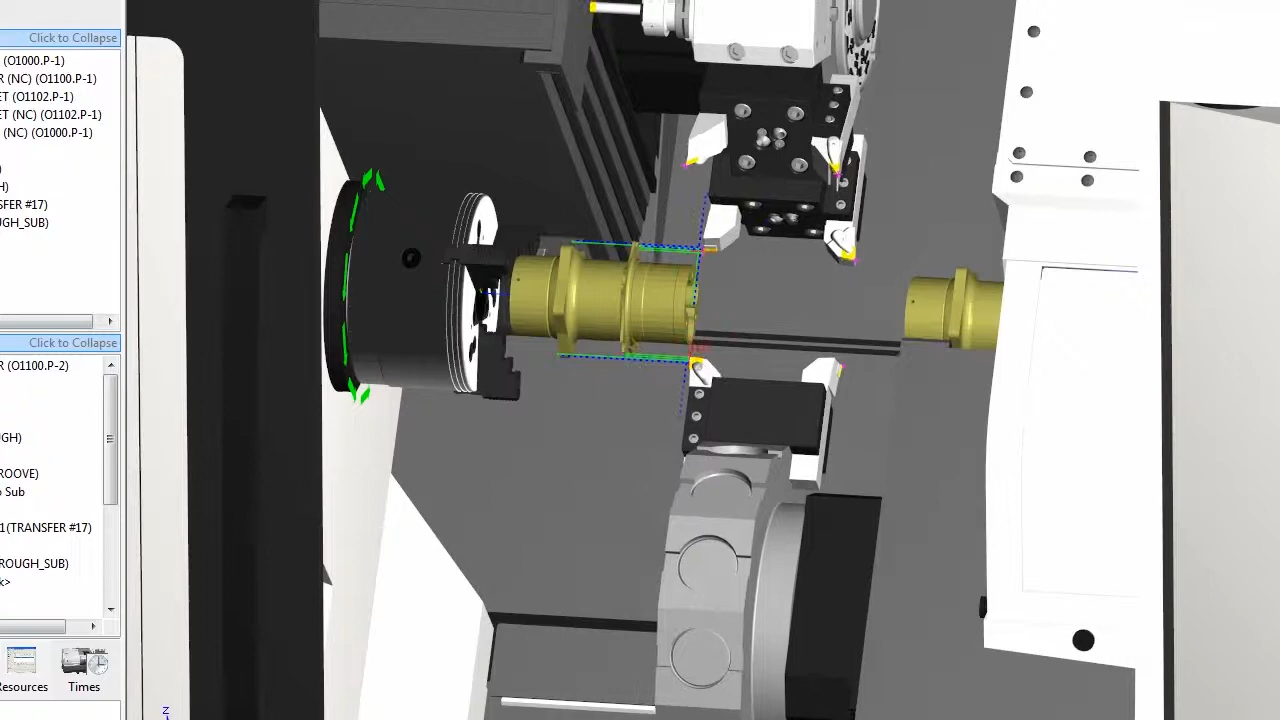 Click to Collapse
(O1000.P-1)
R (NC) (O1100.P-1)
ET (NC) (O1102.P-1)
ET (NC) (O1102.P-1)
(NC) (O1000.P-1)
)
H)
SFER #17)
UGH_SUB)
Click to Collapse
R (O1100.P-2)
GH)
ROOVE)
o Sub
1(TRANSFER #17)
ROUGH_SUB)
k>
Resources
Times
Z